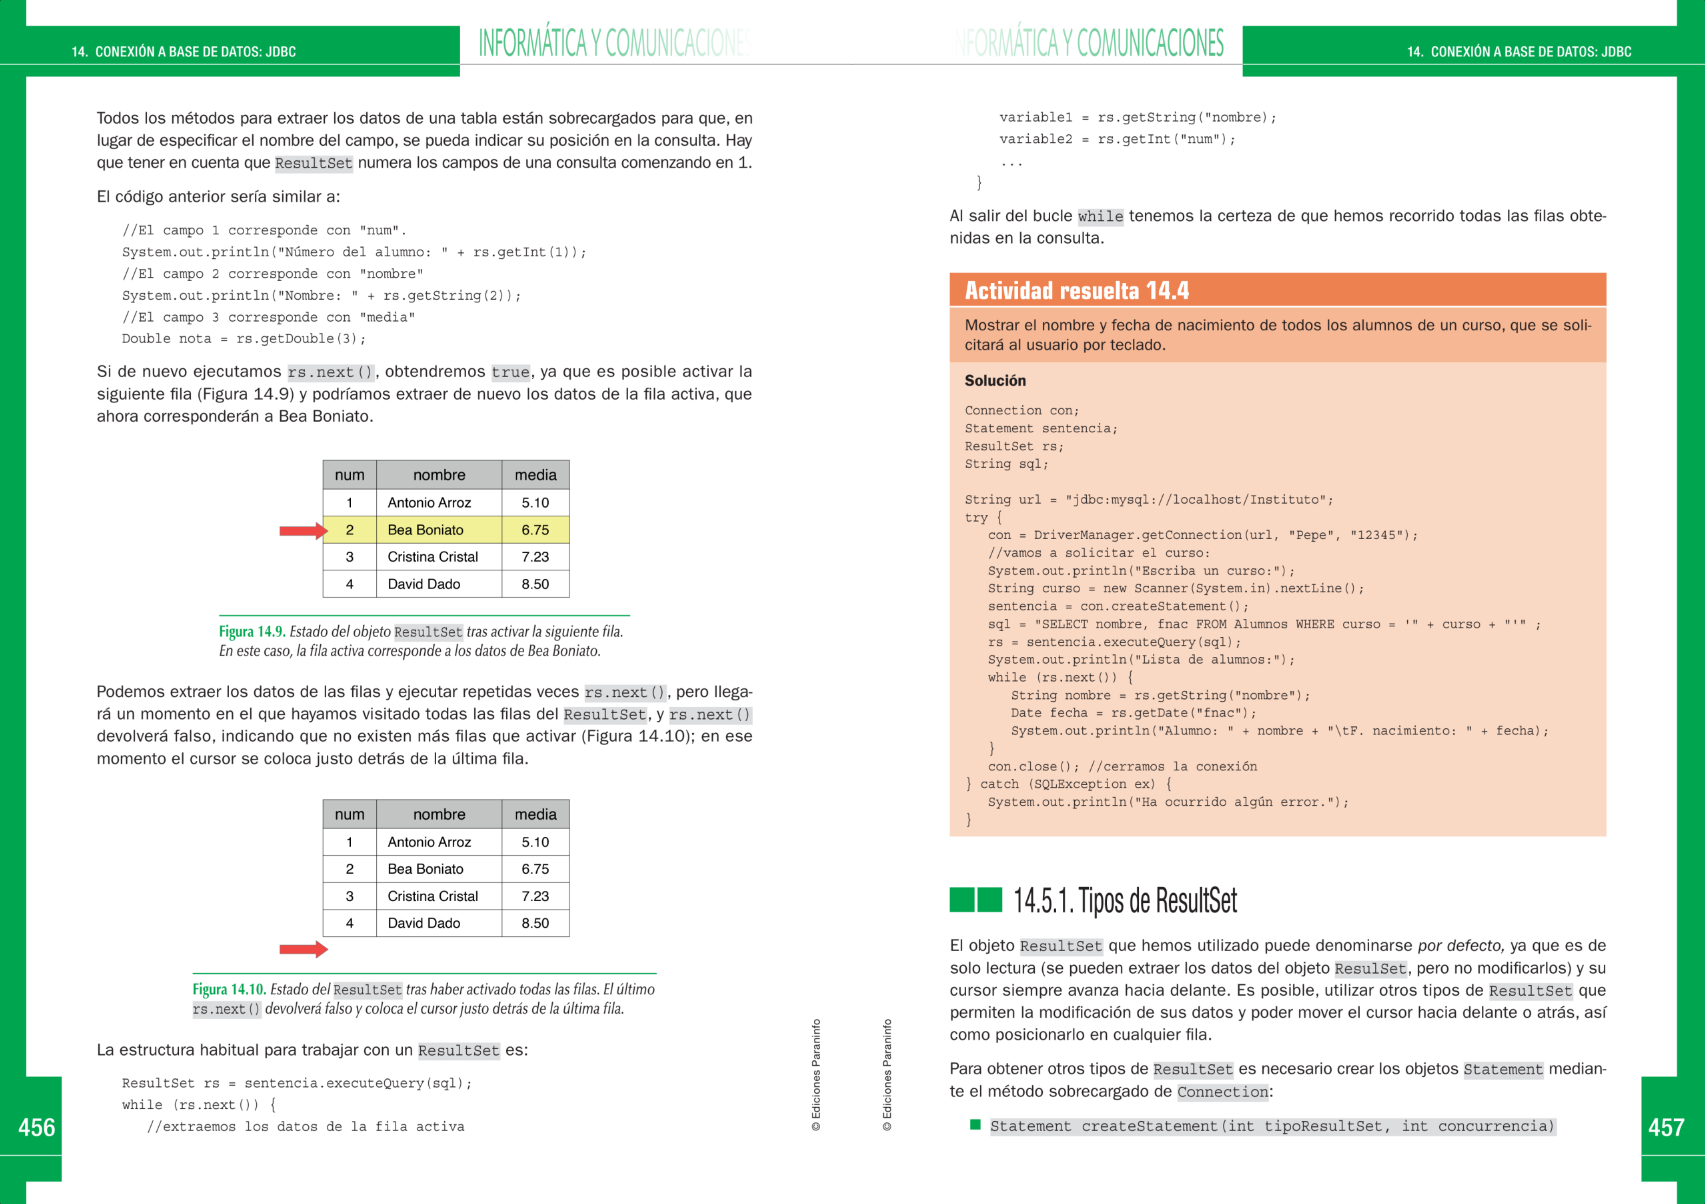 14. CONEXIÓN A BASE DE DATOS: JDBC
INFORMÁTICA Y COMUNICACIONES
Todos los métodos para extraer los datos de una tabla están sobrecargados para que, en
lugar de especificar el nombre del campo, se pueda indicar su posición en la consulta. Hay
que tener en cuenta que ResultSet numera los campos de una consulta comenzando en 1.
El código anterior sería similar a:
//El campo 1 corresponde con "num".
System.out.println("Número del alumno: " + rs.getInt(1));
//El campo 2 corresponde con "nombre"
System.out.println("Nombre: " + rs.getString(2));
//El campo 3 corresponde con "media"
Double nota = rs.getDouble(3);
Si de nuevo ejecutamos rs.next(), obtendremos true, ya que es posible activar la
siguiente fila (Figura 14.9) y podríamos extraer de nuevo los datos de la fila activa, que
ahora corresponderán a Bea Boniato.
num nombre media
1 Antonio Arroz 5.10
2 Bea Boniato 6.75
3 Cristina Cristal 7.23
4 David Dado 8.50
Figura 14.9. Estado del objeto ResultSet tras activar la siguiente fila.
En este caso, la fila activa corresponde a los datos de Bea Boniato.
Podemos extraer los datos de las filas y ejecutar repetidas veces rs.next(), pero llega-
rá un momento en el que hayamos visitado todas las filas del ResultSet, y rs.next()
devolverá falso, indicando que no existen más filas que activar (Figura 14.10); en ese
momento el cursor se coloca justo detrás de la última fila.
num nombre media
1 Antonio Arroz 5.10
2 Bea Boniato 6.75
3 Cristina Cristal 7.23
4 David Dado 8.50
Figura 14.10. Estado del ResultSet tras haber activado todas las filas. El último
rs.next() devolverá falso y coloca el cursor justo detrás de la última fila.
La estructura habitual para trabajar con un ResultSet es:
ResultSet rs = sentencia.executeQuery(sql);
while (rs.next()) {
//extraemos los datos de la fila activa
456
© Ediciones Paraninfo
INFORMÁTICA Y COMUNICACIONES
14. CONEXIÓN A BASE DE DATOS: JDBC
variable1 = rs.getString("nombre);
variable2 = rs.getInt("num");
...
}
Al salir del bucle while tenemos la certeza de que hemos recorrido todas las filas obte-
nidas en la consulta.
Actividad resuelta 14.4
Mostrar el nombre y fecha de nacimiento de todos los alumnos de un curso, que se soli-
citará al usuario por teclado.
Solución
Connection con;
Statement sentencia;
ResultSet rs;
String sql;
String url = "jdbc:mysql://localhost/Instituto";
try {
con = DriverManager.getConnection(url, "Pepe", "12345");
//vamos a solicitar el curso:
System.out.println("Escriba un curso:");
String curso = new Scanner(System.in).nextLine();
sentencia = con.createStatement();
sql = "SELECT nombre, fnac FROM Alumnos WHERE curso = '" + curso + "'" ;
rs = sentencia.executeQuery(sql);
System.out.println("Lista de alumnos:");
while (rs.next()) {
String nombre = rs.getString("nombre");
Date fecha = rs.getDate("fnac");
System.out.println("Alumno: " + nombre + "\tF. nacimiento: " + fecha);
}
con.close(); //cerramos la conexión
} catch (SQLException ex) {
System.out.println("Ha ocurrido algún error.");
}
14.5.1. Tipos de ResultSet
El objeto ResultSet que hemos utilizado puede denominarse por defecto, ya que es de
solo lectura (se pueden extraer los datos del objeto ResulSet, pero no modificarlos) y su
cursor siempre avanza hacia delante. Es posible, utilizar otros tipos de ResultSet que
permiten la modificación de sus datos y poder mover el cursor hacia delante o atrás, así
como posicionarlo en cualquier fila.
Para obtener otros tipos de ResultSet es necesario crear los objetos Statement median-
te el método sobrecargado de Connection:
Statement createStatement(int tipoResultSet, int concurrencia)
© Ediciones Paraninfo
457